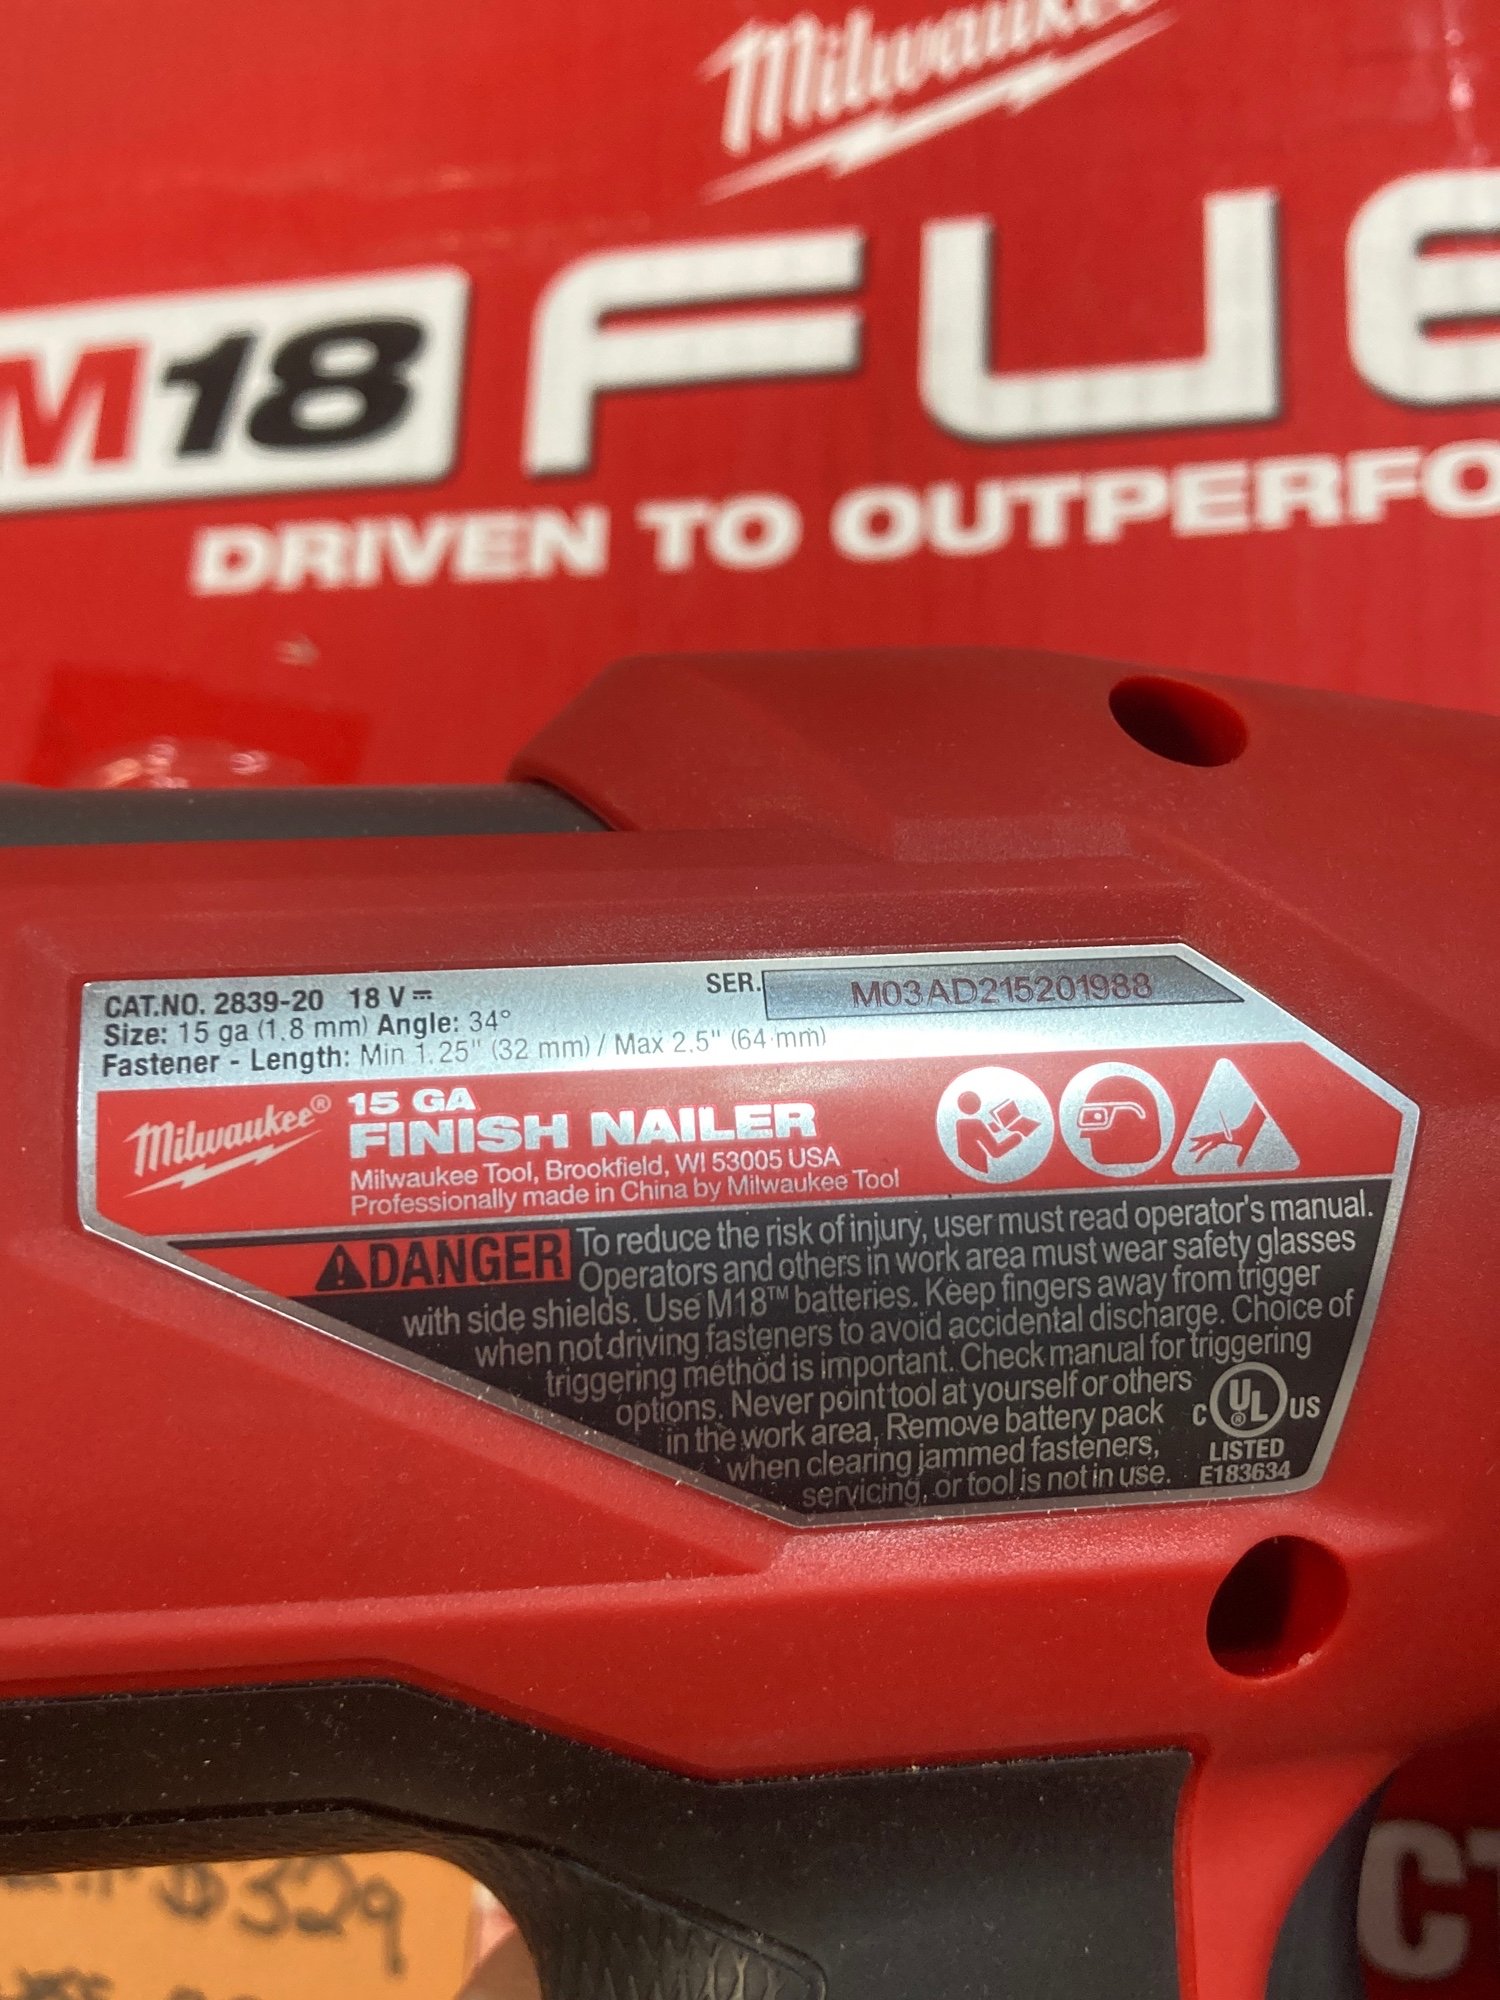 Milwaukee
M18 FUE
DRIVEN TO OUTPERFO
CAT.NO. 2839-20 18 V SER. M03AD215201988
Size: 15 ga (1.8 mm) Angle: 34°
Fastener - Length: Min 1.25" (32 mm) / Max 2.5" (64 mm)
Milwaukee®
15 GA
FINISH NAILER
Milwaukee Tool, Brookfield, WI 53005 USA
Professionally made in China by Milwaukee Tool
DANGER To reduce the risk of injury, user must read operator's manual.
Operators and others in work area must wear safety glasses
with side shields. Use M18™ batteries. Keep fingers away from trigger
when not driving fasteners to avoid accidental discharge. Choice of
triggering method is important. Check manual for triggering
options. Never point tool at yourself or others
in the work area, Remove battery pack
when clearing jammed fasteners,
servicing, or tool is not in use.
C UL® US
LISTED
E183634
$329
CT